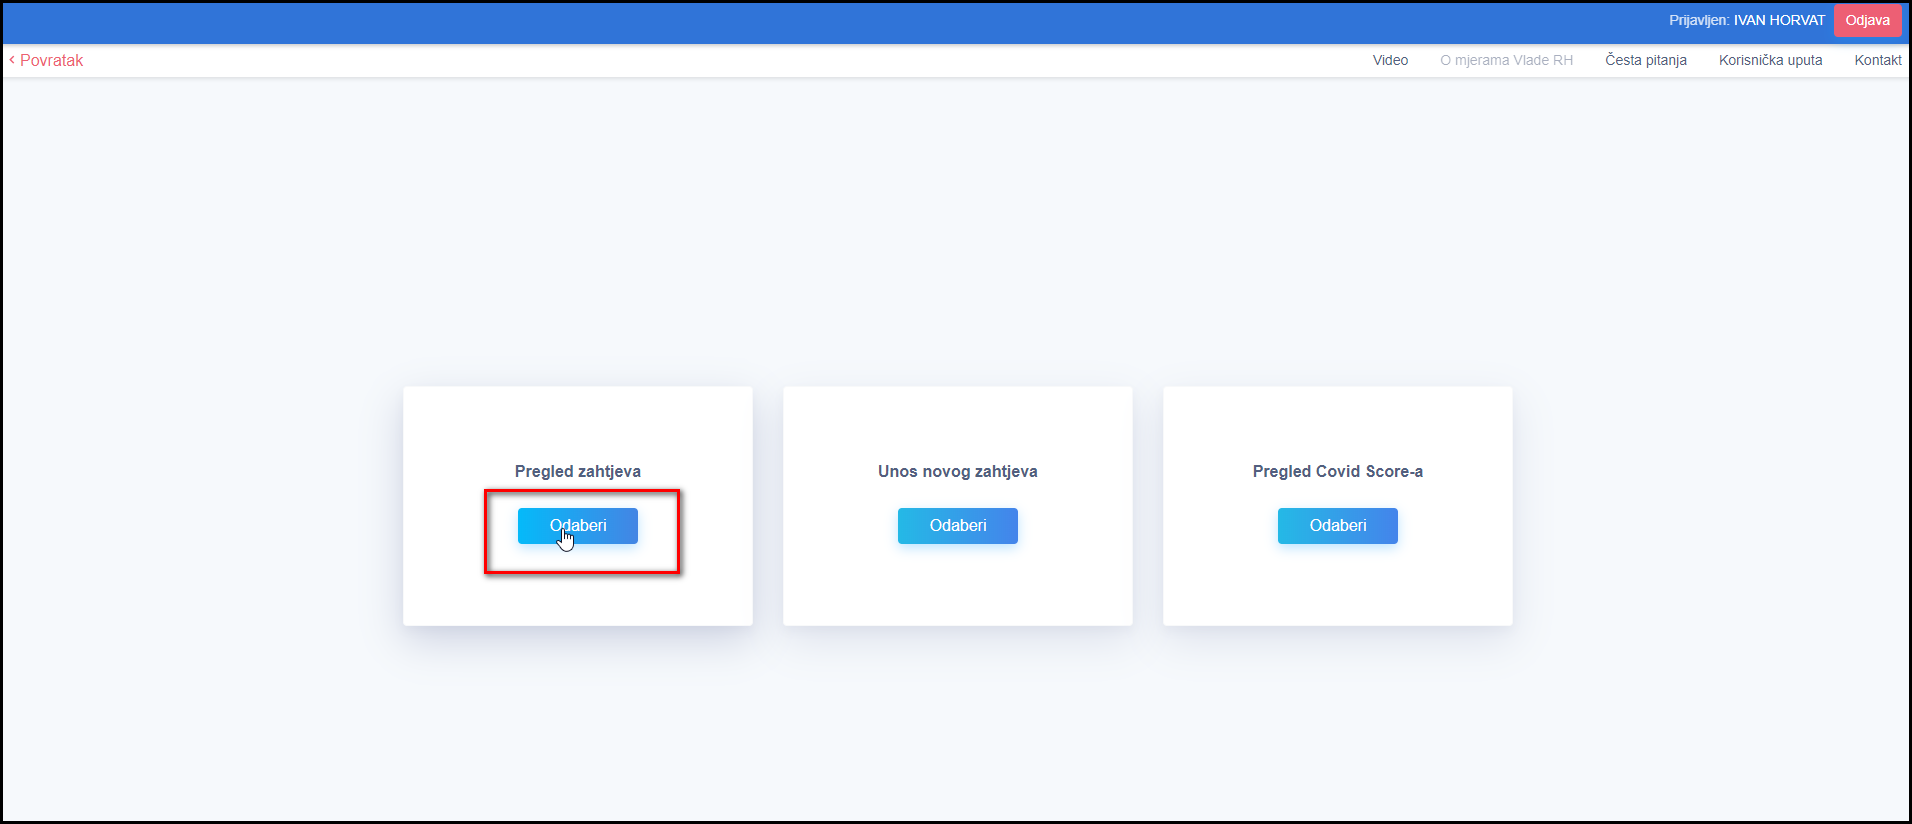 Prijavljen: IVAN HORVAT Odjava
Povratak Video O mjerama Vlade RH Česta pitanja Korisnička uputa Kontakt
Pregled zahtjeva
Odaberi
Unos novog zahtjeva
Odaberi
Pregled Covid Score-a
Odaberi